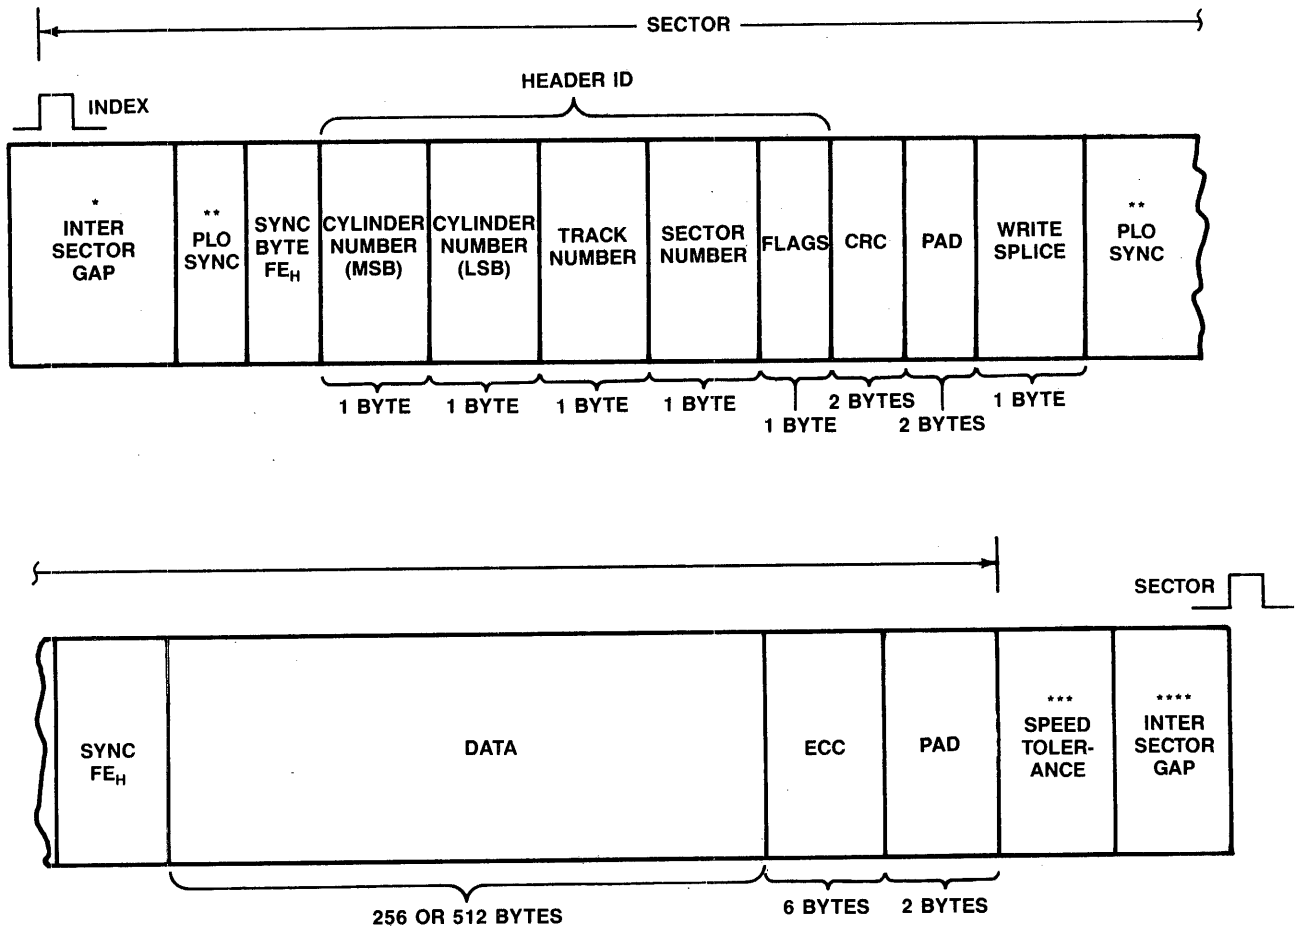 SECTOR
HEADER ID
INDEX
*
INTER
SECTOR
GAP
**
PLO
SYNC
SYNC
BYTE
FEH
CYLINDER
NUMBER
(MSB)
CYLINDER
NUMBER
(LSB)
TRACK
NUMBER
SECTOR
NUMBER
FLAGS
CRC
PAD
WRITE
SPLICE
**
PLO
SYNC
1 BYTE
1 BYTE
1 BYTE
1 BYTE
1 BYTE
2 BYTES
2 BYTES
1 BYTE
SECTOR
SYNC
FEH
DATA
ECC
PAD
***
SPEED
TOLER-
ANCE
****
INTER
SECTOR
GAP
256 OR 512 BYTES
6 BYTES
2 BYTES